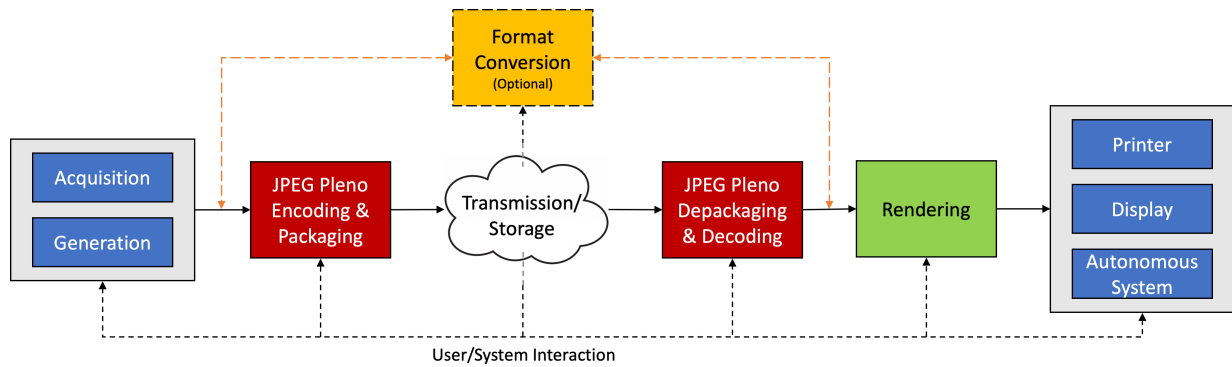 Format
Conversion
(Optional)
Acquisition
Generation
JPEG Pleno
Encoding &
Packaging
Transmission/
Storage
JPEG Pleno
Depackaging
& Decoding
Rendering
Printer
Display
Autonomous
System
User/System Interaction